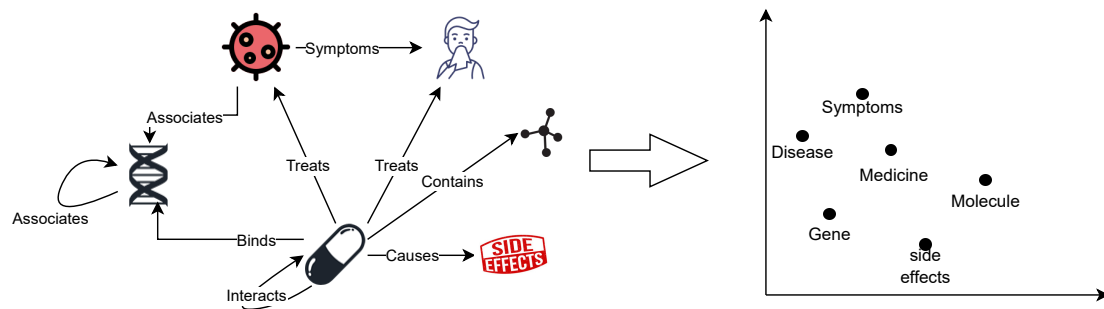 Symptoms
Associates
Treats
Treats
Contains
Associates
Binds
Causes
SIDE
EFFECTS
Interacts
Symptoms
Disease
Medicine
Molecule
Gene
side
effects